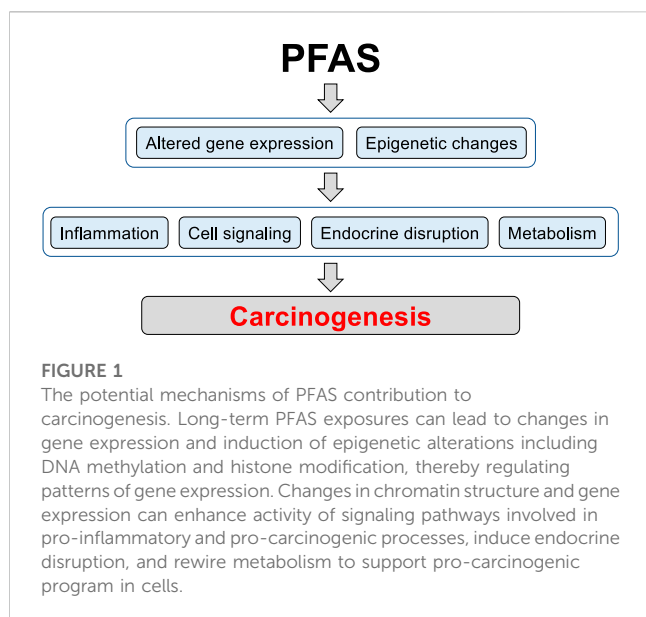 PFAS
Altered gene expression Epigenetic changes
Inflammation Cell signaling Endocrine disruption Metabolism
Carcinogenesis
FIGURE 1
The potential mechanisms of PFAS contribution to
carcinogenesis. Long-term PFAS exposures can lead to changes in
gene expression and induction of epigenetic alterations including
DNA methylation and histone modification, thereby regulating
patterns of gene expression. Changes in chromatin structure and gene
expression can enhance activity of signaling pathways involved in
pro-inflammatory and pro-carcinogenic processes, induce endocrine
disruption, and rewire metabolism to support pro-carcinogenic
program in cells.